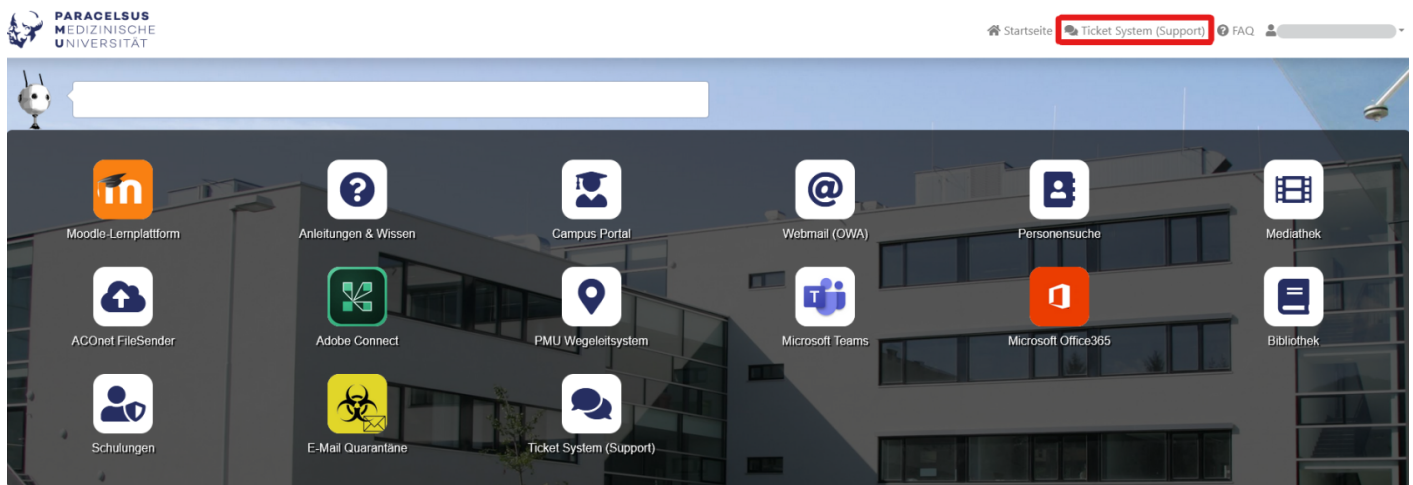 PARACELSUS
MEDIZINISCHE
UNIVERSITÄT
Startseite
Ticket System (Support)
FAQ
Moodle-Lernplattform
Anleitungen & Wissen
Campus Portal
Webmail (OWA)
Personensuche
Mediathek
ACOnet FileSender
Adobe Connect
PMU Wegeleitsystem
Microsoft Teams
Microsoft Office365
Bibliothek
Schulungen
E-Mail Quarantäne
Ticket System (Support)